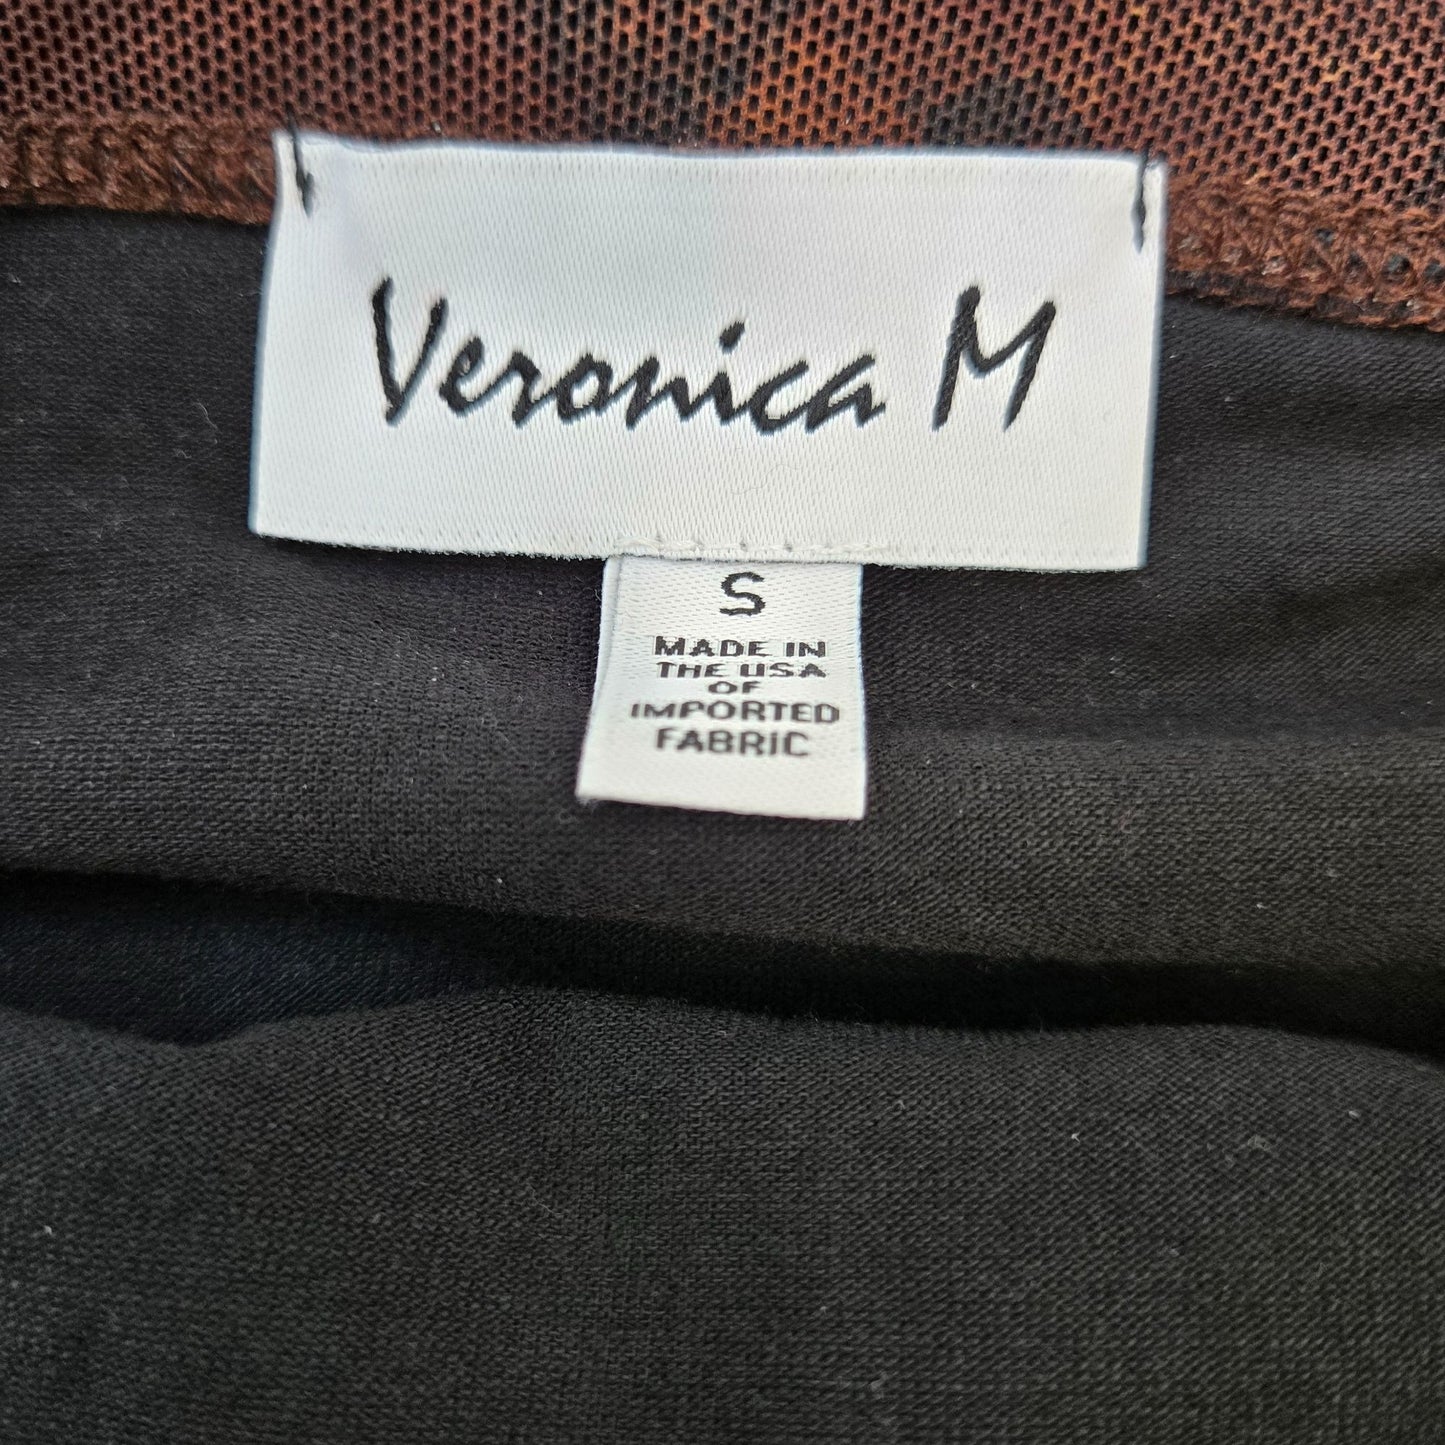 Veronica M
S
MADE IN
THE USA
OF
IMPORTED
FABRIC